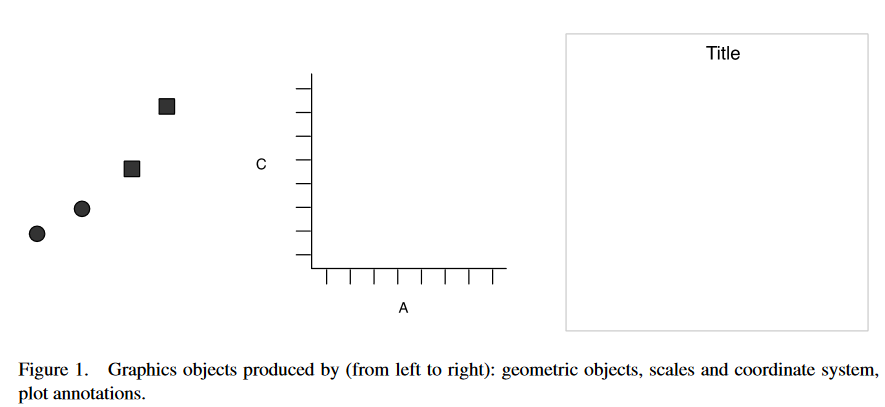 Title
C
A
Figure 1. Graphics objects produced by (from left to right): geometric objects, scales and coordinate system,
plot annotations.